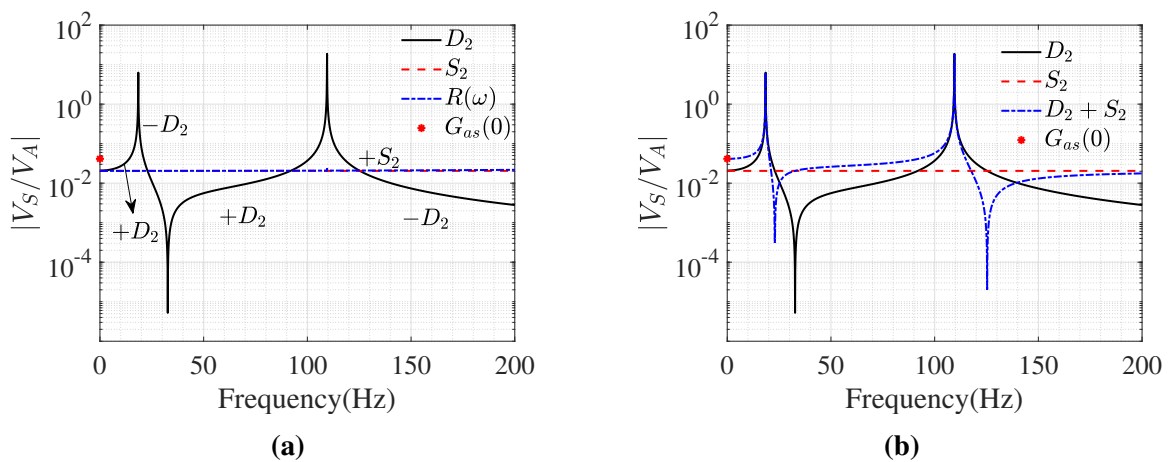 10^2
10^0
10^-2
10^-4
|V_S/V_A|
D_2
S_2
R(ω)
G_as(0)
−D_2
+S_2
+D_2
+D_2
−D_2
0 50 100 150 200
Frequency(Hz)
(a)
10^2
10^0
10^-2
10^-4
|V_S/V_A|
D_2
S_2
D_2 + S_2
G_as(0)
0 50 100 150 200
Frequency(Hz)
(b)